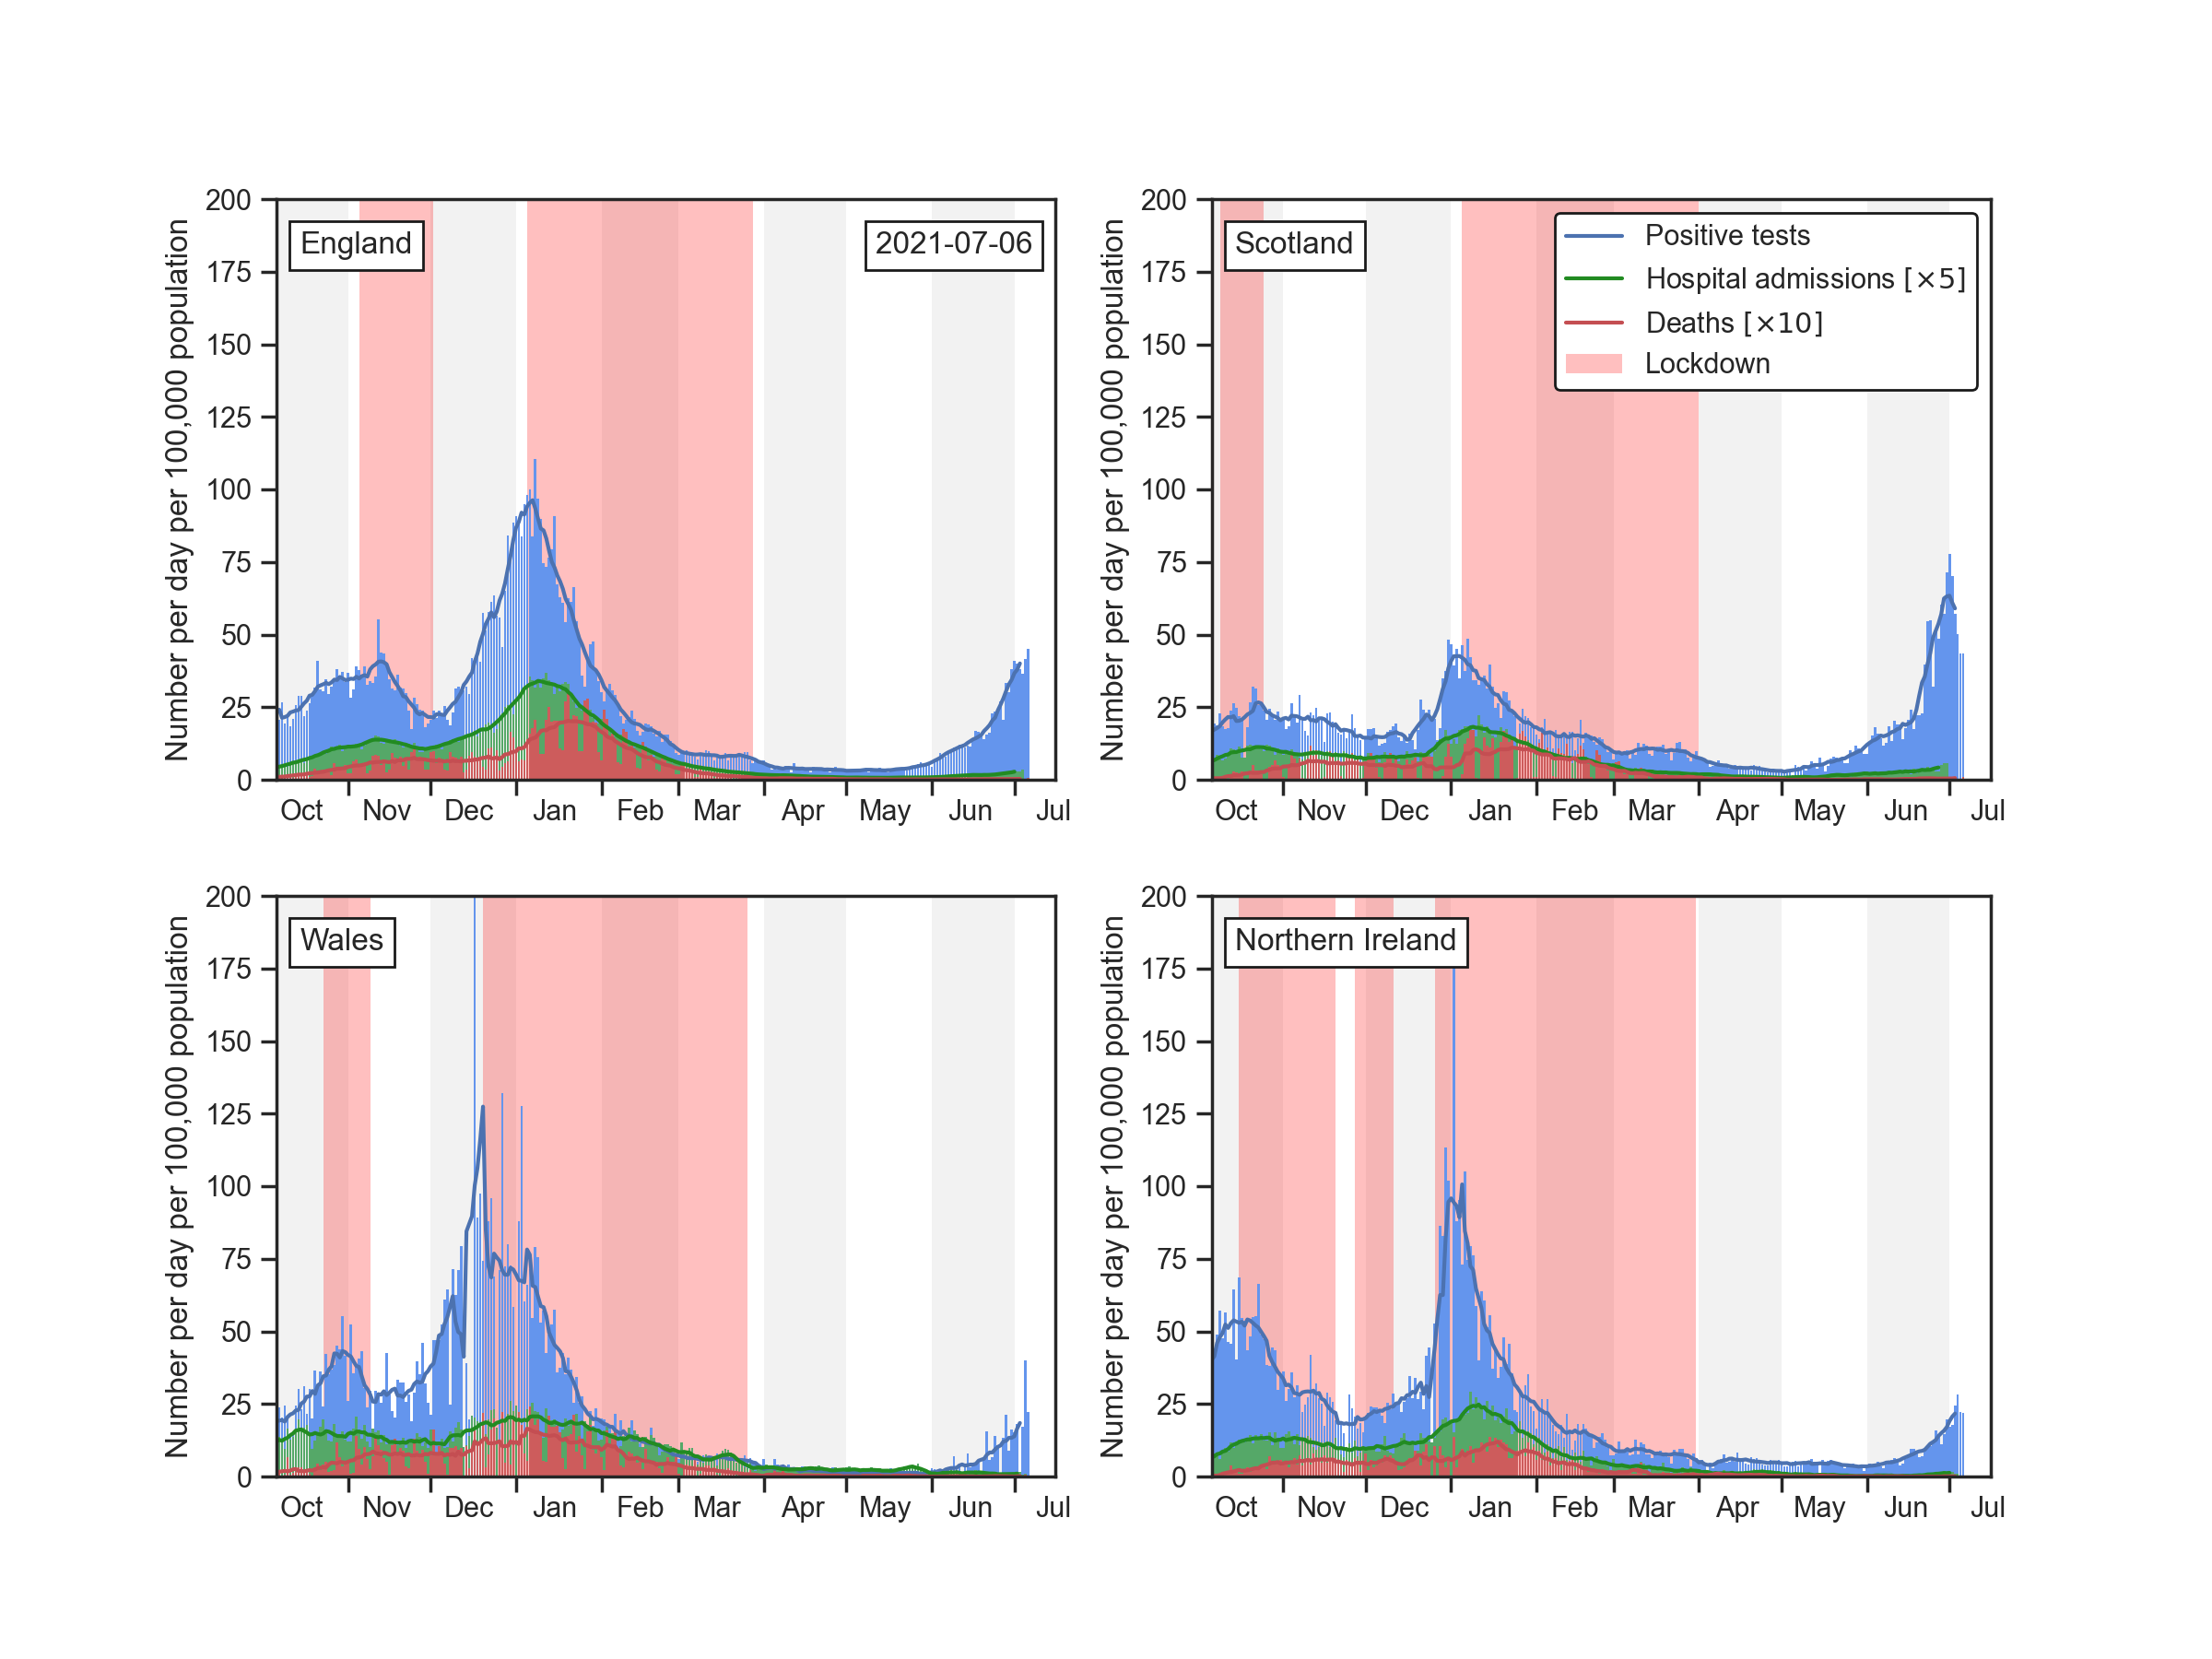 Number per day per 100,000 population
200
175
150
125
100
75
50
25
0
England
2021-07-06
Oct Nov Dec Jan Feb Mar Apr May Jun Jul
Number per day per 100,000 population
200
175
150
125
100
75
50
25
0
Scotland
Positive tests
Hospital admissions [×5]
Deaths [×10]
Lockdown
Oct Nov Dec Jan Feb Mar Apr May Jun Jul
Number per day per 100,000 population
200
175
150
125
100
75
50
25
0
Wales
Oct Nov Dec Jan Feb Mar Apr May Jun Jul
Number per day per 100,000 population
200
175
150
125
100
75
50
25
0
Northern Ireland
Oct Nov Dec Jan Feb Mar Apr May Jun Jul